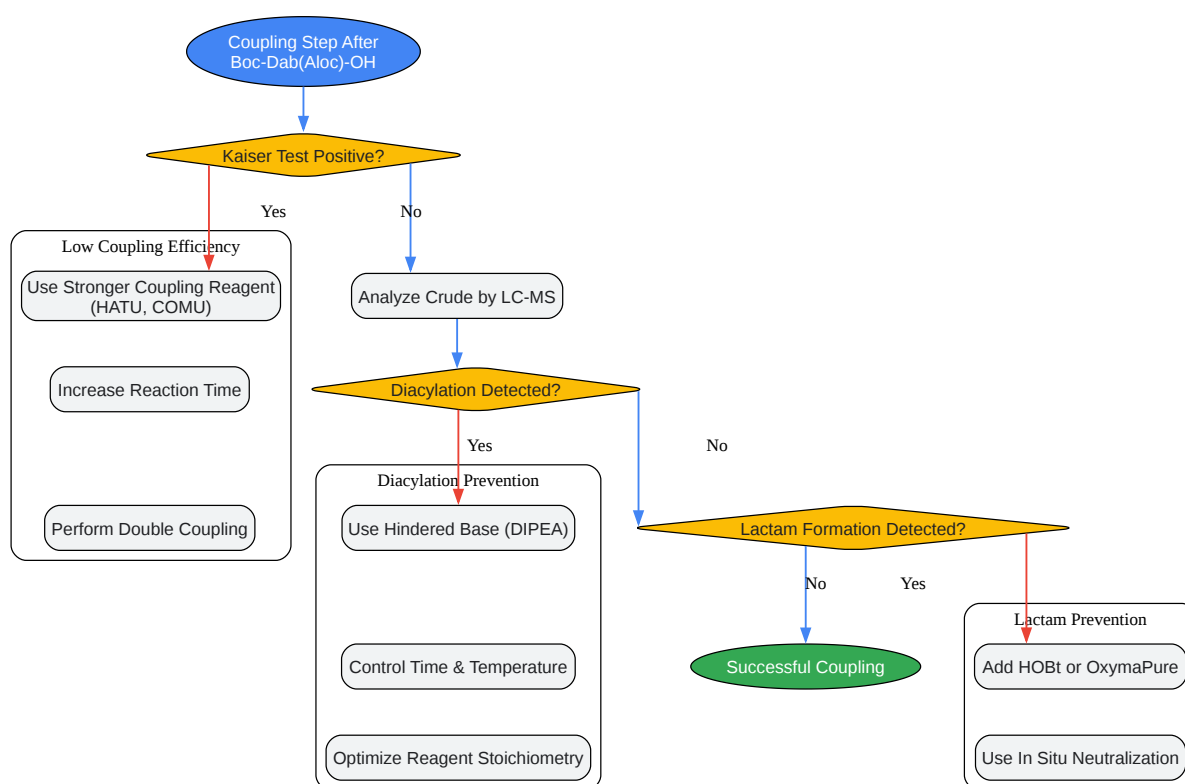 Coupling Step After
Boc-Dab(Aloc)-OH
Kaiser Test Positive?
Yes
No
Low Coupling Efficiency
Use Stronger Coupling Reagent
(HATU, COMU)
Analyze Crude by LC-MS
Increase Reaction Time
Diacylation Detected?
Yes
No
Diacylation Prevention
Perform Double Coupling
Use Hindered Base (DIPEA)
Lactam Formation Detected?
No
Yes
Lactam Prevention
Control Time & Temperature
Successful Coupling
Add HOBt or OxymaPure
Optimize Reagent Stoichiometry
Use In Situ Neutralization